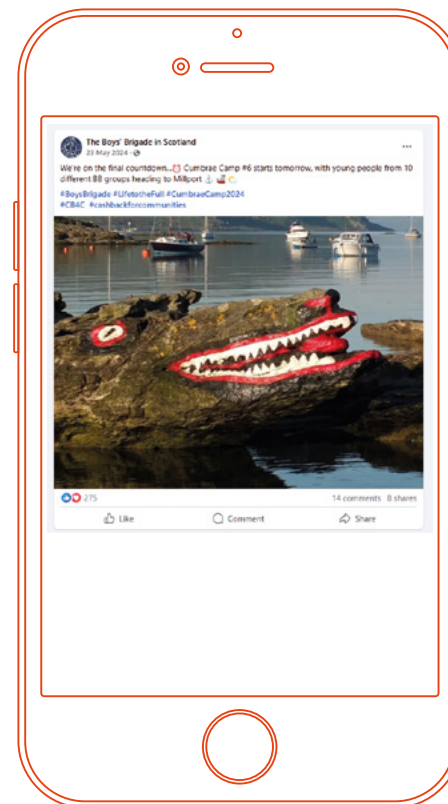 The Boys' Brigade in Scotland
23 May 2024 ·
We're on the final countdown...⏰ Cumbrae Camp #6 starts tomorrow, with young people from 10
different BB groups heading to Millport ⚓ 🏕️ 🌤️
#BoysBrigade #LifetotheFull #CumbraeCamp2024
#CB4C #cashbackforcommunities
275
14 comments 8 shares
Like Comment Share